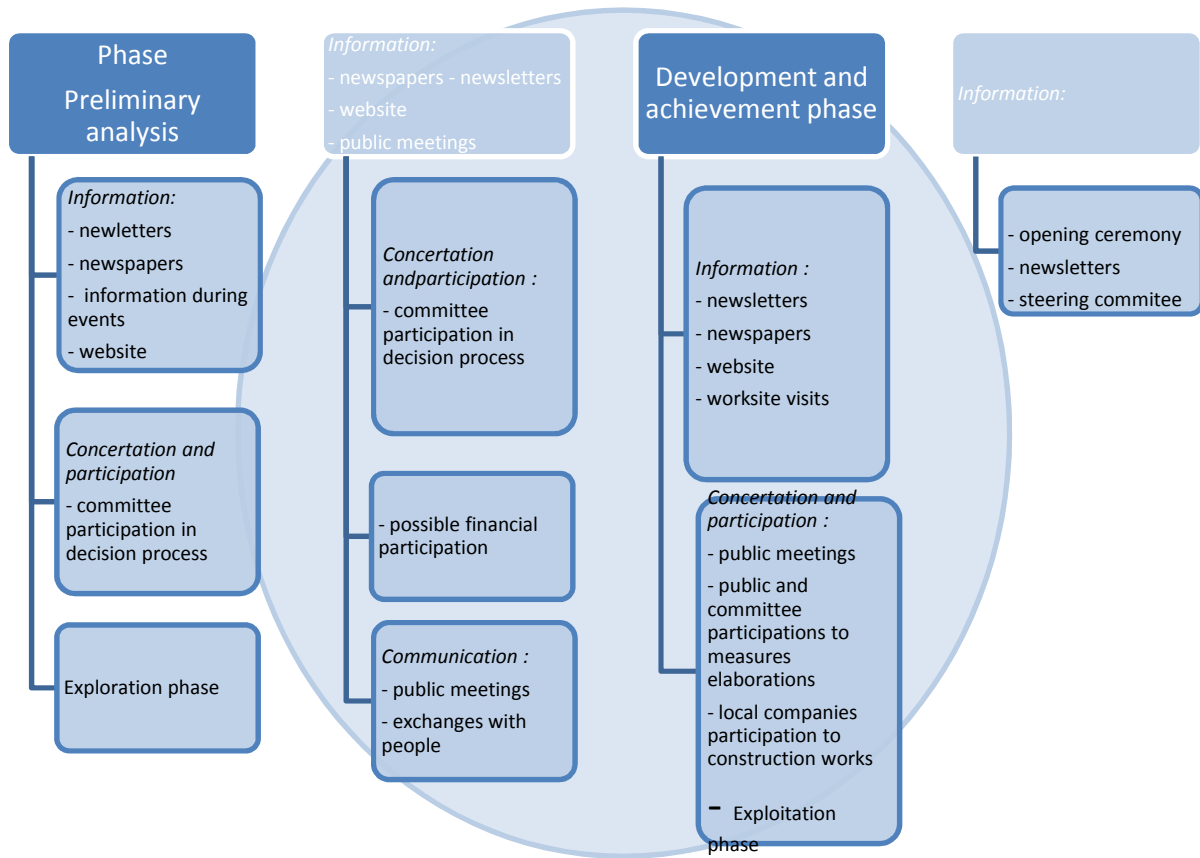 Phase
Preliminary
analysis
Information:
- newletters
- newspapers
- information during
events
- website
Concertation and
participation
- committee
participation in
decision process
Exploration phase
Information:
- newspapers - newsletters
- website
- public meetings
Concertation
andparticipation :
- committee
participation in
decision process
- possible financial
participation
Communication :
- public meetings
- exchanges with
people
Development and
achievement phase
Information :
- newsletters
- newspapers
- website
- worksite visits
Concertation and
participation :
- public meetings
- public and
committee
participations to
measures
elaborations
- local companies
participation to
construction works
- Exploitation
phase
Information:
- opening ceremony
- newsletters
- steering commitee